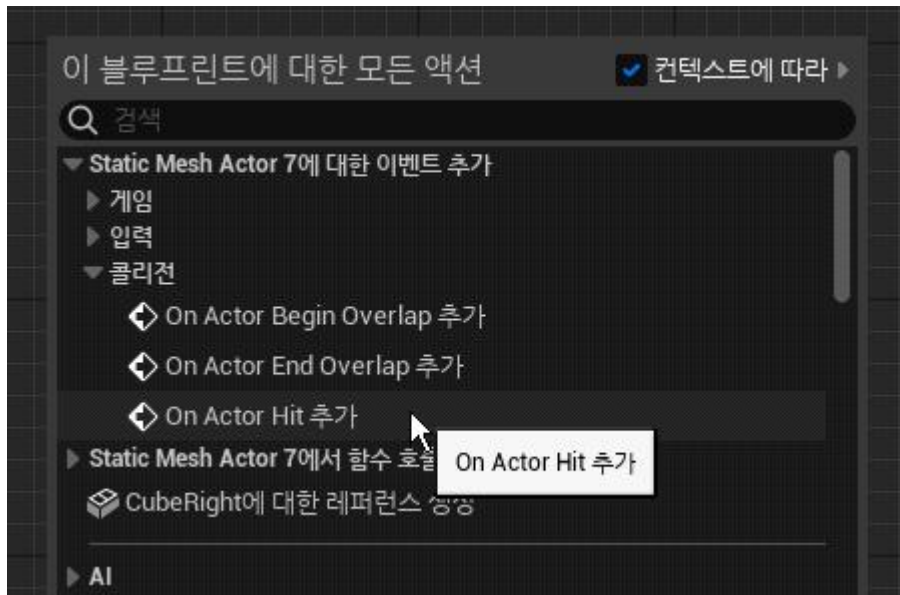 이 블루프린트에 대한 모든 액션 컨텍스트에 따라
검색
Static Mesh Actor 7에 대한 이벤트 추가
게임
입력
콜리전
On Actor Begin Overlap 추가
On Actor End Overlap 추가
On Actor Hit 추가
Static Mesh Actor 7에서 함수 호출
On Actor Hit 추가
CubeRight에 대한 레퍼런스 생성
AI